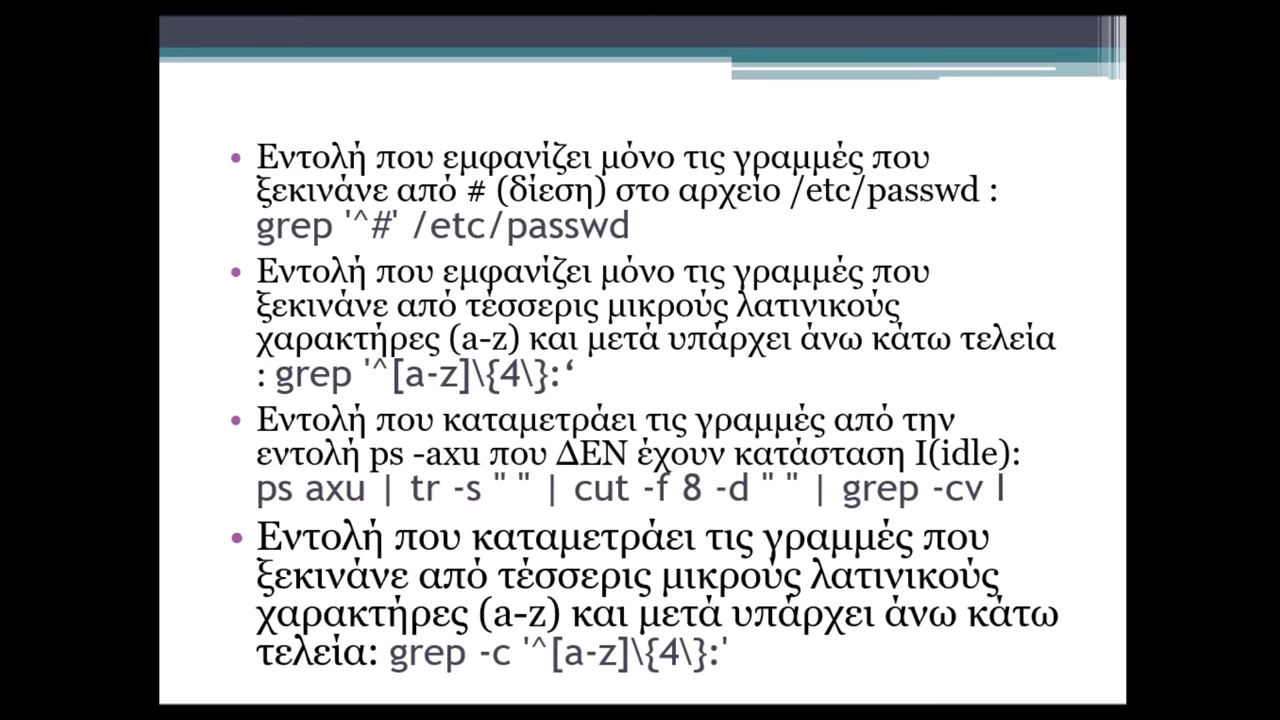 • Εντολή που εμφανίζει μόνο τις γραμμές που
ξεκινάνε από # (δίεση) στο αρχείο /etc/passwd :
grep '^#' /etc/passwd
• Εντολή που εμφανίζει μόνο τις γραμμές που
ξεκινάνε από τέσσερις μικρούς λατινικούς
χαρακτήρες (a-z) και μετά υπάρχει άνω κάτω τελεία
: grep '^[a-z]\{4\}:‘
• Εντολή που καταμετράει τις γραμμές από την
εντολή ps -axu που ΔΕΝ έχουν κατάσταση I(idle):
ps axu | tr -s " " | cut -f 8 -d " " | grep -cv I
• Εντολή που καταμετράει τις γραμμές που
ξεκινάνε από τέσσερις μικρούς λατινικούς
χαρακτήρες (a-z) και μετά υπάρχει άνω κάτω
τελεία: grep -c '^[a-z]\{4\}:'